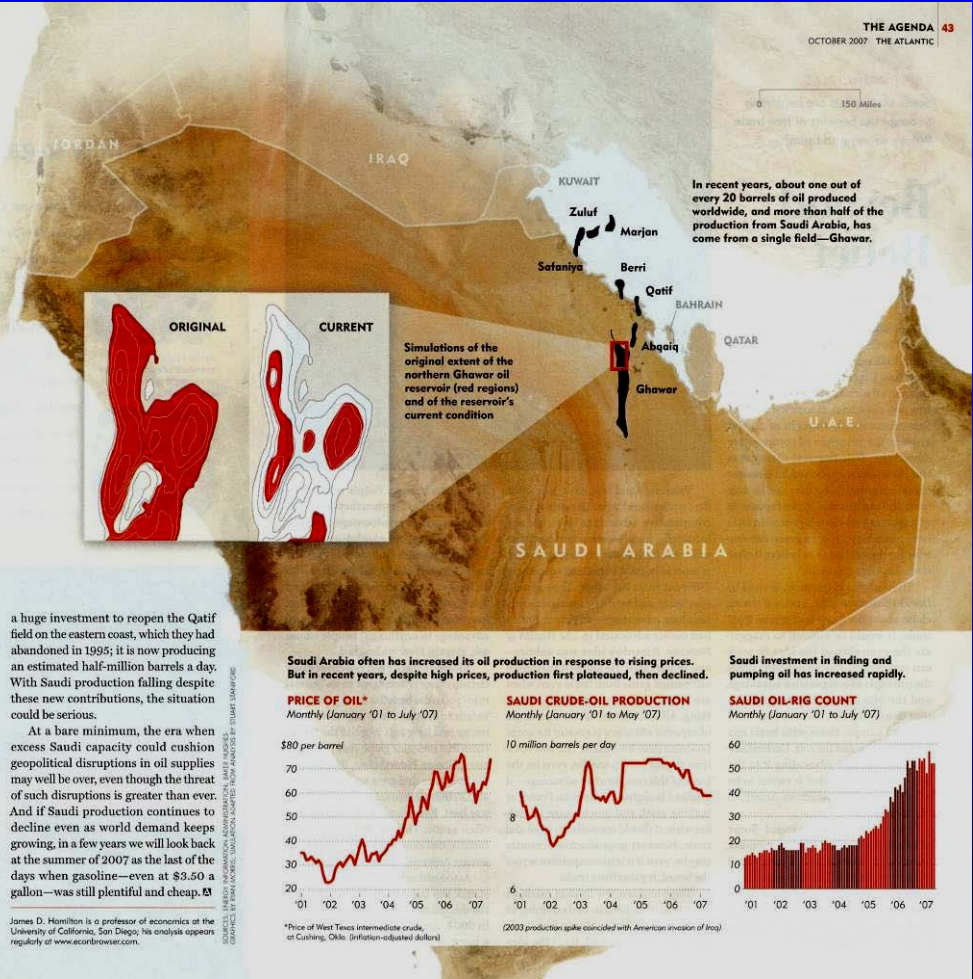 THE AGENDA 43
OCTOBER 2007 THE ATLANTIC
0 150 Miles
JORDAN
IRAQ
KUWAIT
In recent years, about one out of
every 20 barrels of oil produced
worldwide, and more than half of the
production from Saudi Arabia, has
come from a single field—Ghawar.
Zuluf
Marjan
Safaniya
Berri
Qatif
BAHRAIN
QATAR
Abqaiq
Ghawar
U.A.E.
SAUDI ARABIA
ORIGINAL
CURRENT
Simulations of the
original extent of the
northern Ghawar oil
reservoir (red regions)
and of the reservoir's
current condition
a huge investment to reopen the Qatif
field on the eastern coast, which they had
abandoned in 1995; it is now producing
an estimated half-million barrels a day.
With Saudi production falling despite
these new contributions, the situation
could be serious.
At a bare minimum, the era when
excess Saudi capacity could cushion
geopolitical disruptions in oil supplies
may well be over, even though the threat
of such disruptions is greater than ever.
And if Saudi production continues to
decline even as world demand keeps
growing, in a few years we will look back
at the summer of 2007 as the last of the
days when gasoline—even at $3.50 a
gallon—was still plentiful and cheap. A
James D. Hamilton is a professor of economics at the
University of California, San Diego; his analysis appears
regularly at www.econbrowser.com.
SOURCES: ENERGY INFORMATION ADMINISTRATION; BAKER HUGHES
GRAPHICS BY RYAN MORRIS; SIMULATION ADAPTED FROM ANALYSIS BY STUART STANIFORD
Saudi Arabia often has increased its oil production in response to rising prices.
But in recent years, despite high prices, production first plateaued, then declined.
PRICE OF OIL*
Monthly (January '01 to July '07)
$80 per barrel
70
60
50
40
30
20
'01 '02 '03 '04 '05 '06 '07
*Price of West Texas intermediate crude,
at Cushing, Okla. (inflation-adjusted dollars)
SAUDI CRUDE-OIL PRODUCTION
Monthly (January '01 to May '07)
10 million barrels per day
8
6
'01 '02 '03 '04 '05 '06 '07
(2003 production spike coincided with American invasion of Iraq)
Saudi investment in finding and
pumping oil has increased rapidly.
SAUDI OIL-RIG COUNT
Monthly (January '01 to July '07)
60
50
40
30
20
10
0
'01 '02 '03 '04 '05 '06 '07